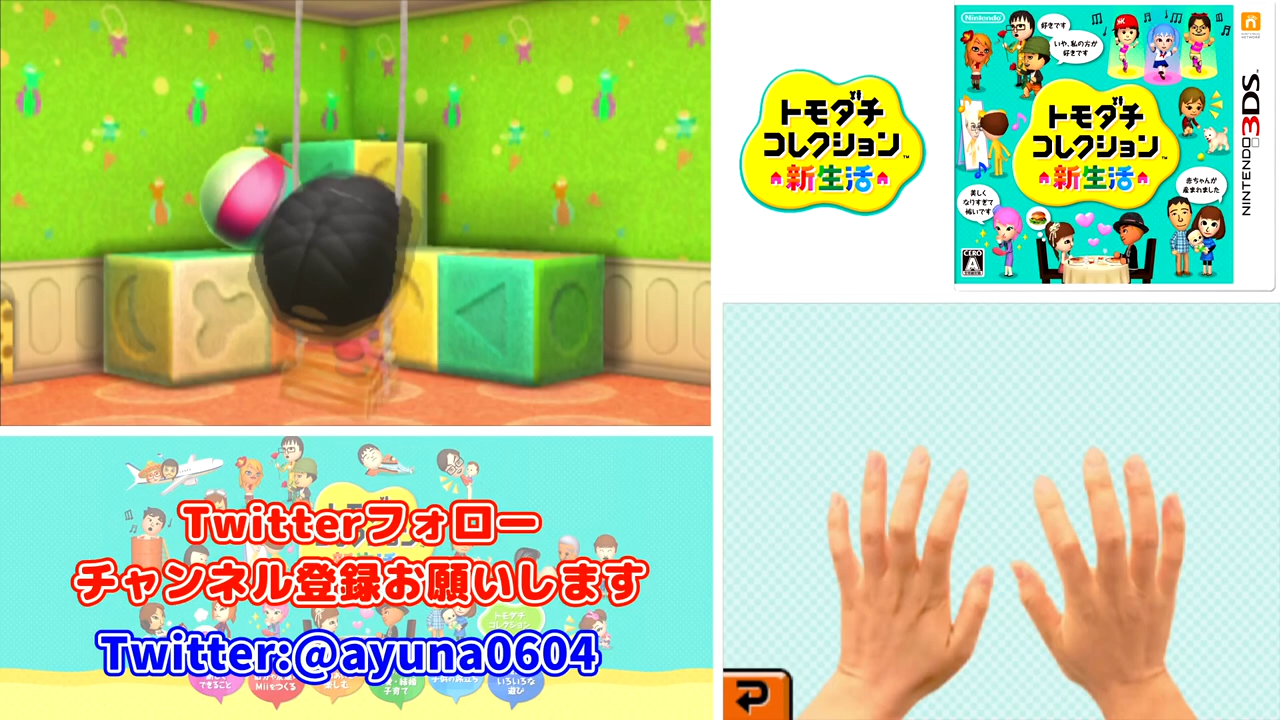 トモダチ
コレクション
新生活
Nintendo
好きです
いや、私の方が
好きです
トモダチ
コレクション
新生活
美しく
なりすぎて
怖いです
赤ちゃんが
産まれました
CERO
A
NINTENDO 3DS
Twitterフォロー
チャンネル登録お願いします
Twitter:@ayuna0604
トモダチ
コレクション
できること
Miiをつくる
子育て
いろいろな
遊び